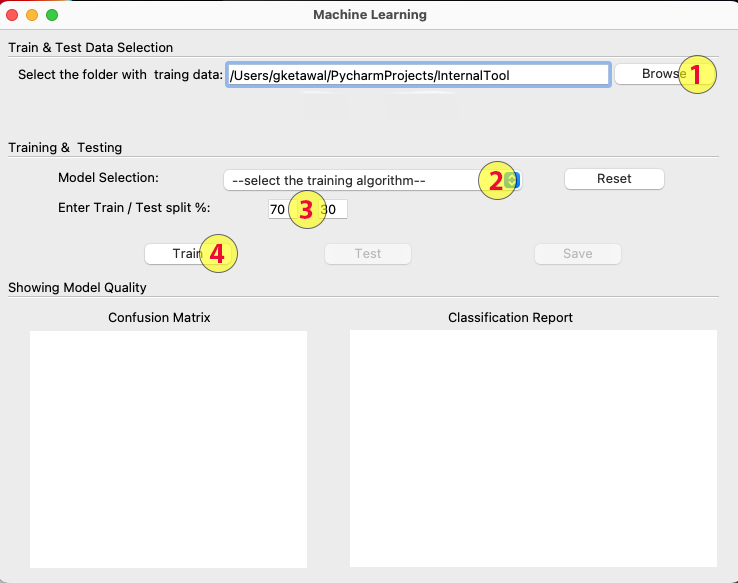 Machine Learning
Train & Test Data Selection
Select the folder with traing data: /Users/gketawal/PycharmProjects/InternalTool Browse 1
Training & Testing
Model Selection: --select the training algorithm-- 2 Reset
Enter Train / Test split %: 70 3 30
Train 4 Test Save
Showing Model Quality
Confusion Matrix Classification Report